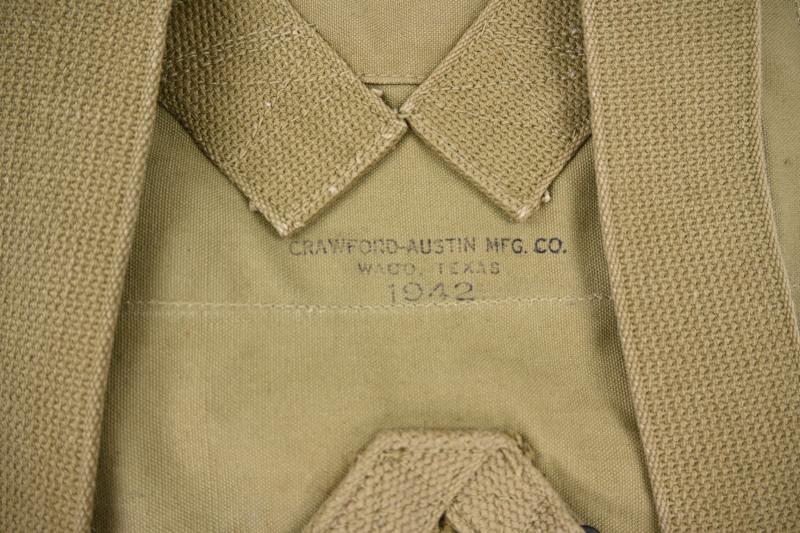 CRAWFORD-AUSTIN MFG. CO.
WACO, TEXAS
1942